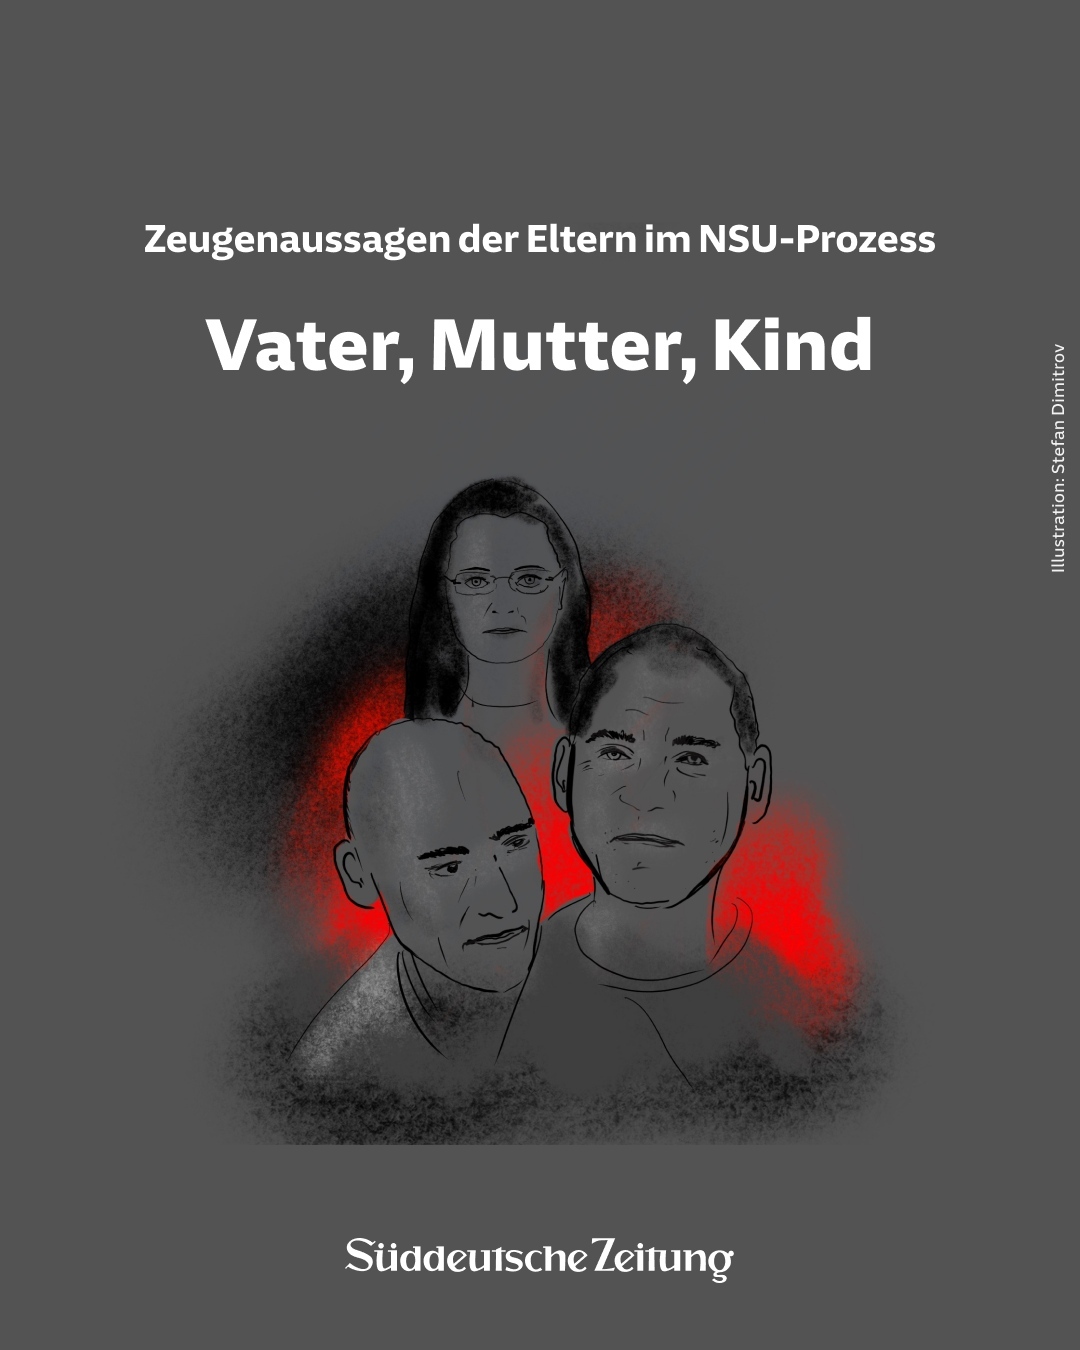 Zeugenaussagen der Eltern im NSU-Prozess
Vater, Mutter, Kind
Illustration: Stefan Dimitrov
Süddeutsche Zeitung